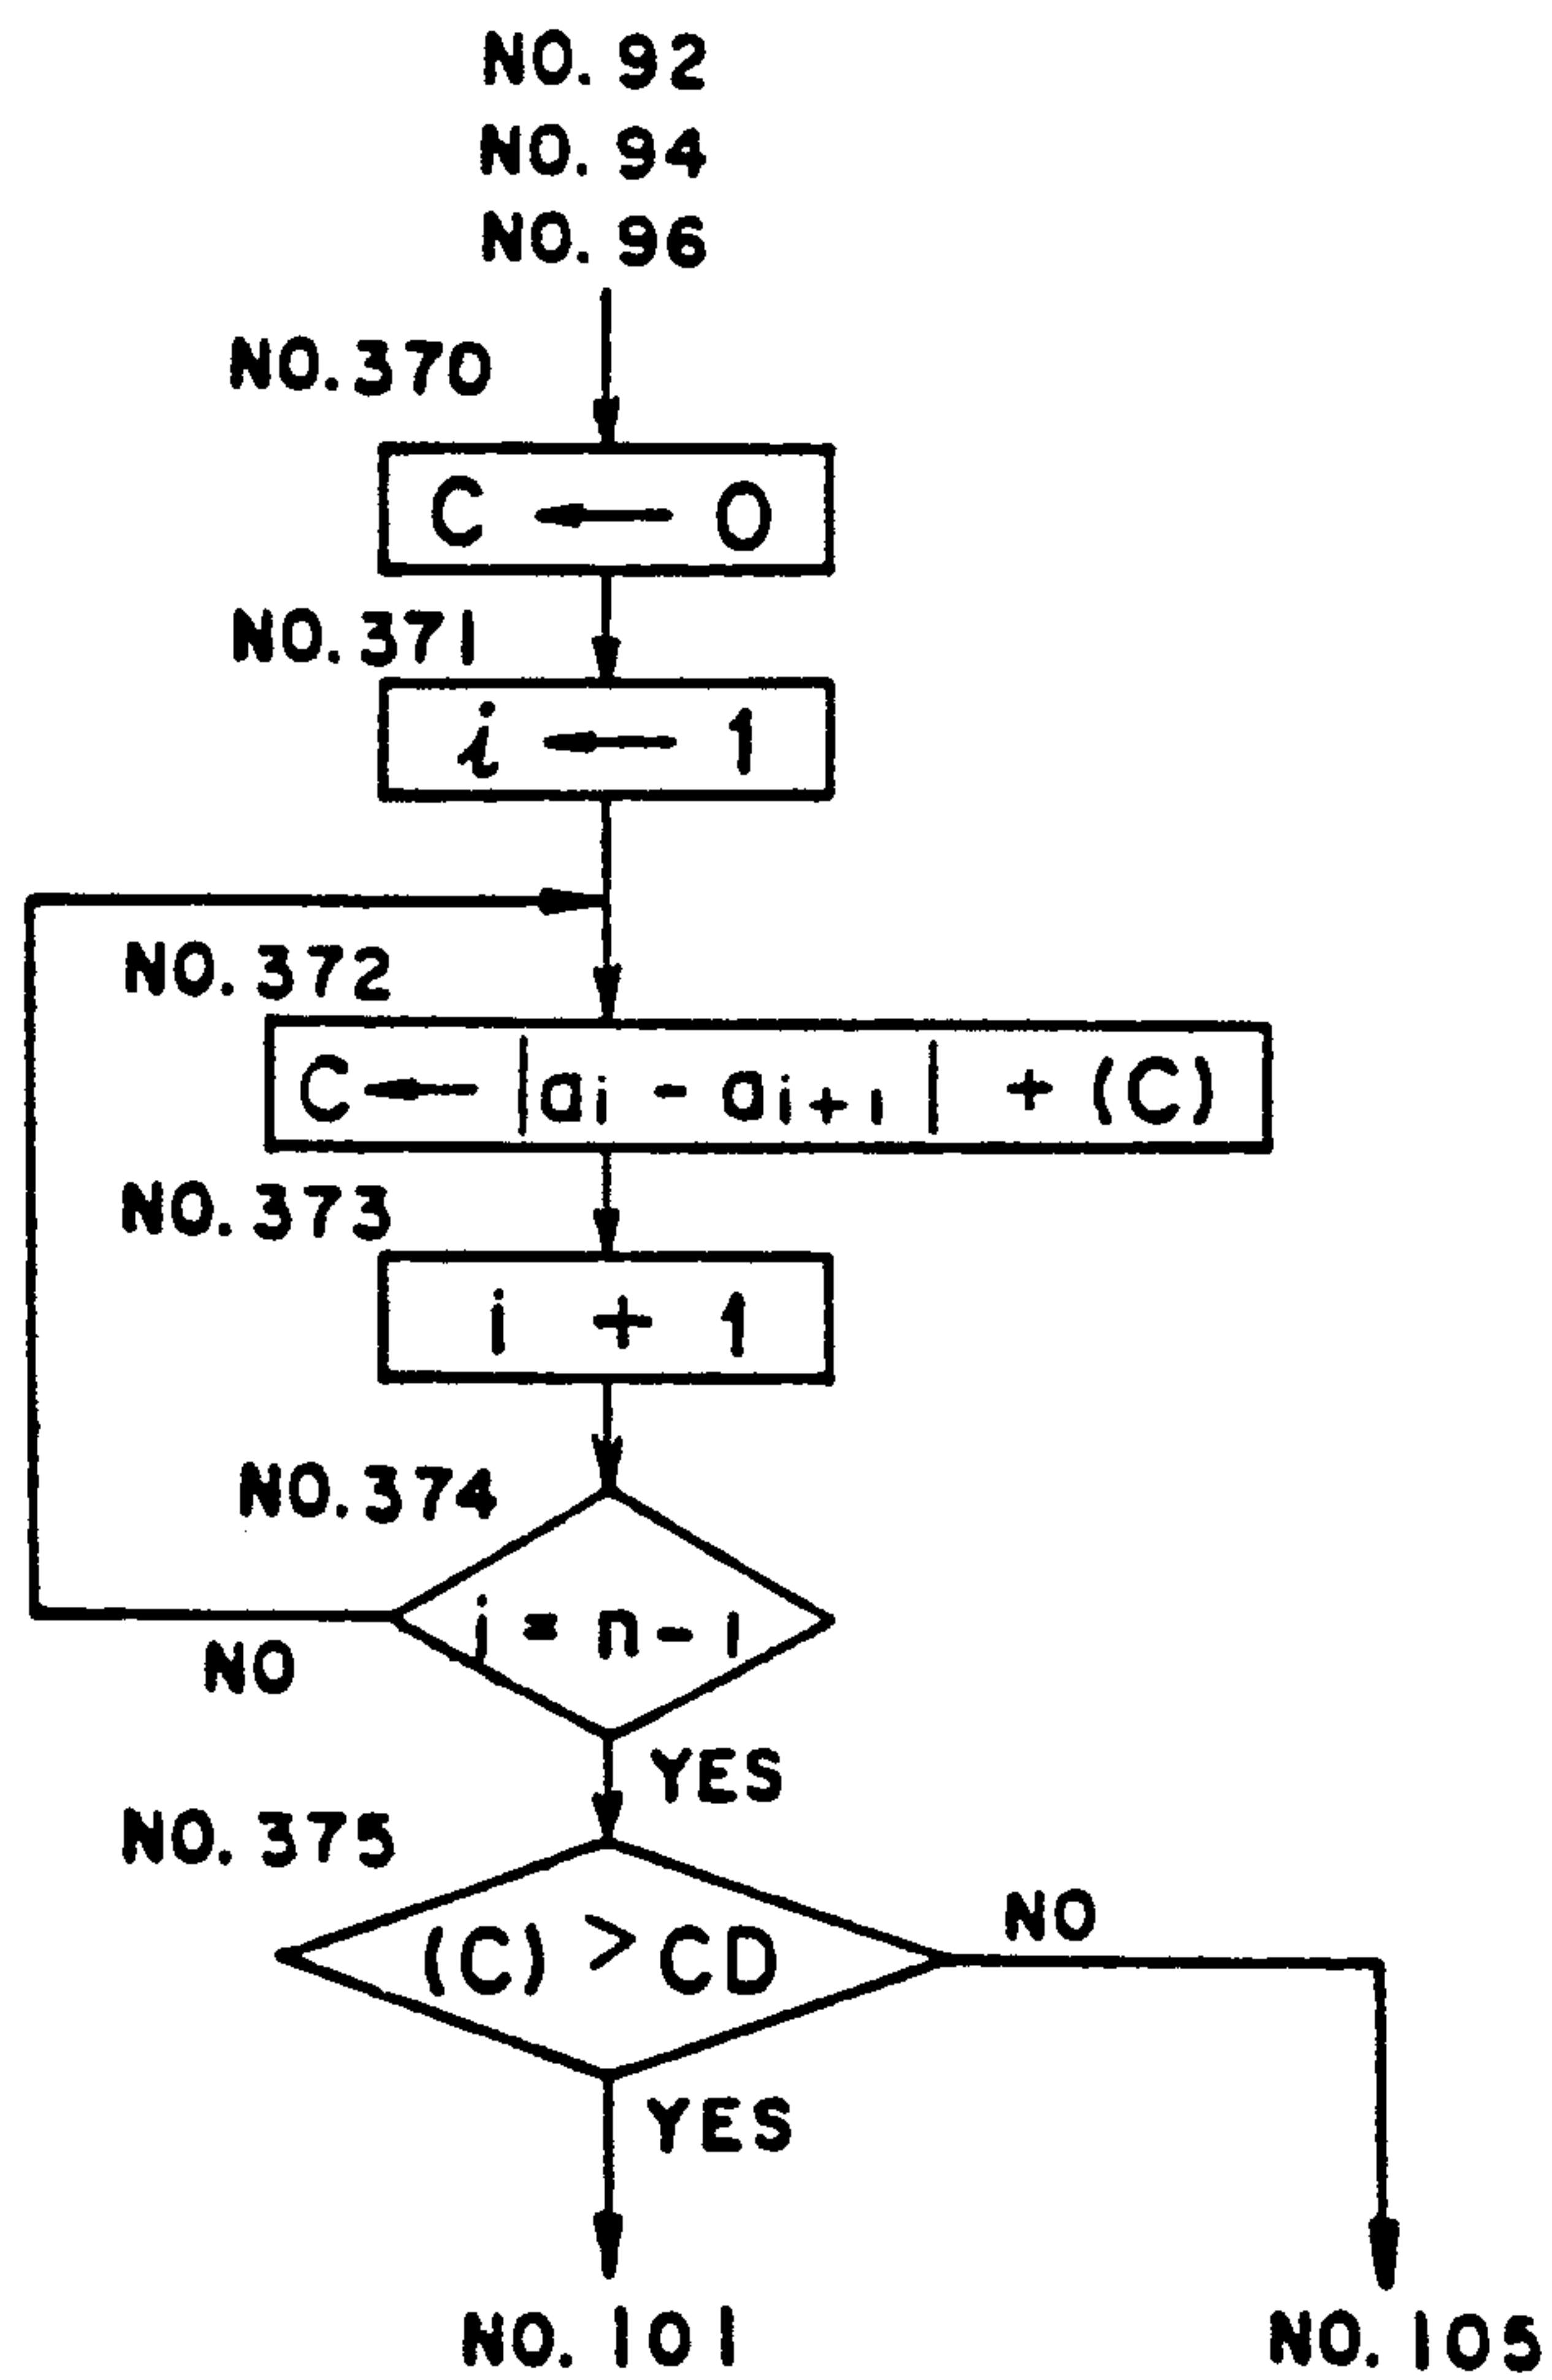 NO. 92
NO. 94
NO. 96
NO. 370
C ← 0
NO. 371
i ← 1
NO. 372
C ← |ai - ai+1| + (C)
NO. 373
i + 1
NO. 374
j = n - 1
NO
YES
NO. 375
(C) > CD
NO
YES
NO. 101
NO. 105